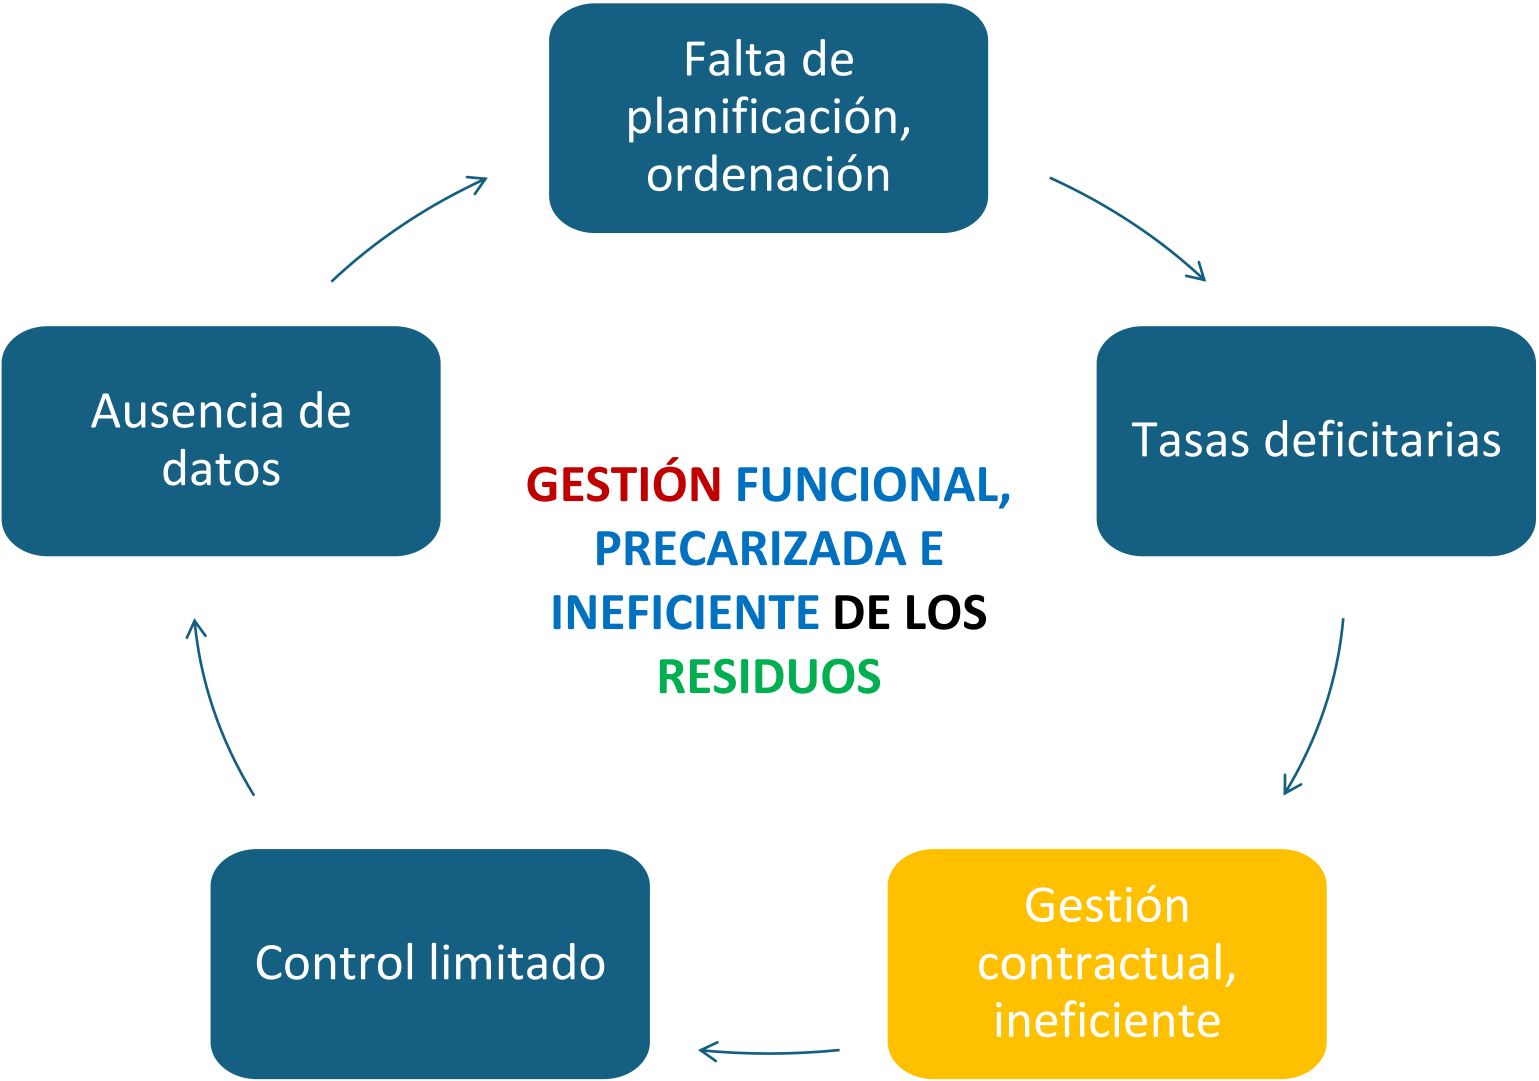 Falta de
planificación,
ordenación
Tasas deficitarias
Gestión
contractual,
ineficiente
Control limitado
Ausencia de
datos
GESTIÓN FUNCIONAL,
PRECARIZADA E
INEFICIENTE DE LOS
RESIDUOS